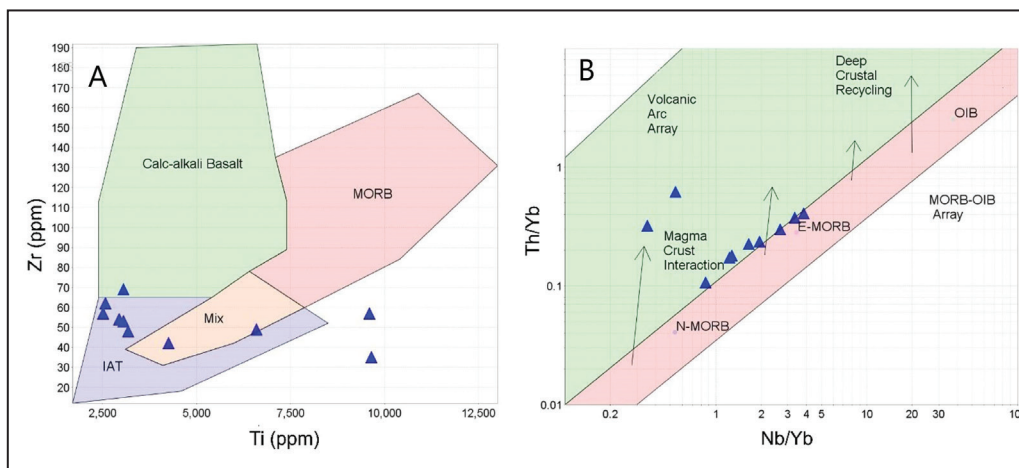 A
190
180
170
160
150
140
130
120
110
100
90
80
70
60
50
40
30
20
Zr (ppm)
Calc-alkali Basalt
MORB
Mix
IAT
2,500
5,000
7,500
10,000
12,500
Ti (ppm)
B
Th/Yb
1
0.1
0.01
Volcanic
Arc
Array
Deep
Crustal
Recycling
OIB
MORB-OIB
Array
Magma
Crust
Interaction
E-MORB
N-MORB
0.2
1
2
3
4
5
10
20
30
10
Nb/Yb